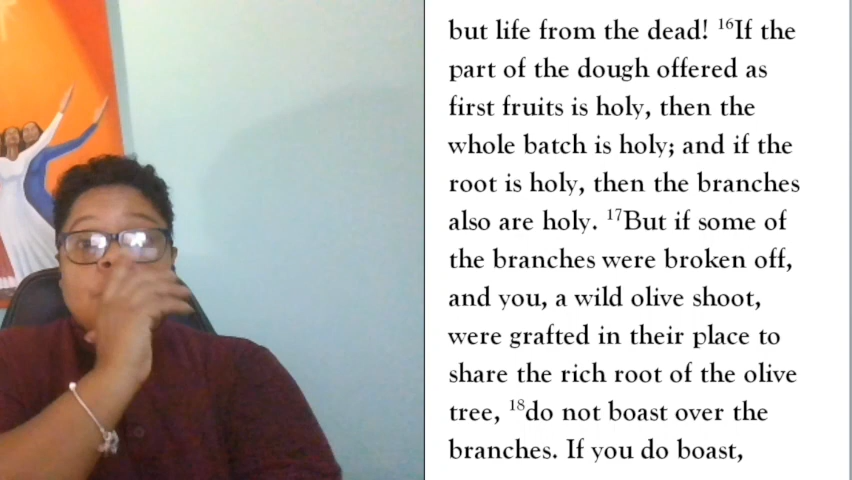 but life from the dead! ¹⁶If the
part of the dough offered as
first fruits is holy, then the
whole batch is holy; and if the
root is holy, then the branches
also are holy. ¹⁷But if some of
the branches were broken off,
and you, a wild olive shoot,
were grafted in their place to
share the rich root of the olive
tree, ¹⁸do not boast over the
branches. If you do boast,